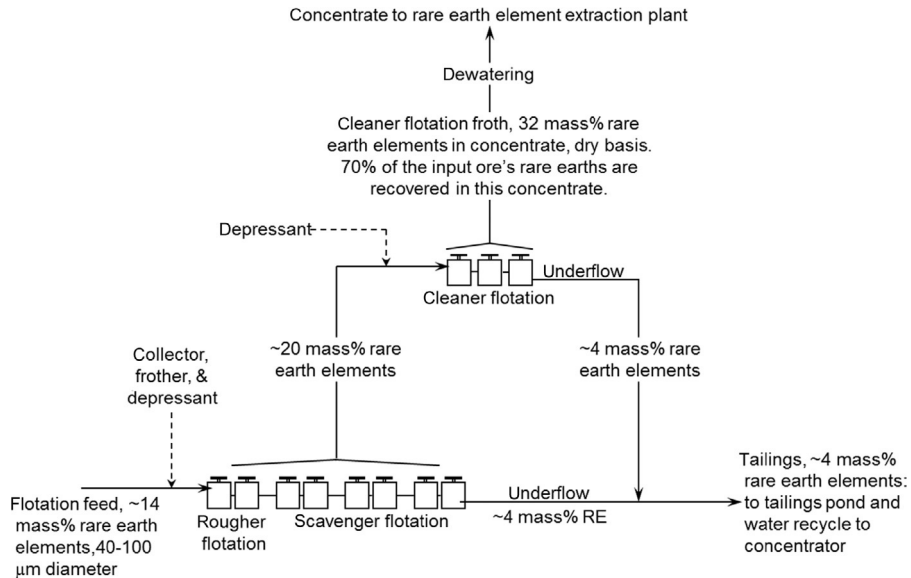 Concentrate to rare earth element extraction plant
Dewatering
Cleaner flotation froth, 32 mass% rare
earth elements in concentrate, dry basis.
70% of the input ore's rare earths are
recovered in this concentrate.
Depressant
Underflow
Cleaner flotation
~20 mass% rare
earth elements
~4 mass% rare
earth elements
Collector,
frother, &
depressant
Flotation feed, ~14
mass% rare earth
elements,40-100
μm diameter
Rougher
flotation
Scavenger flotation
Underflow
~4 mass% RE
Tailings, ~4 mass%
rare earth elements:
to tailings pond and
water recycle to
concentrator